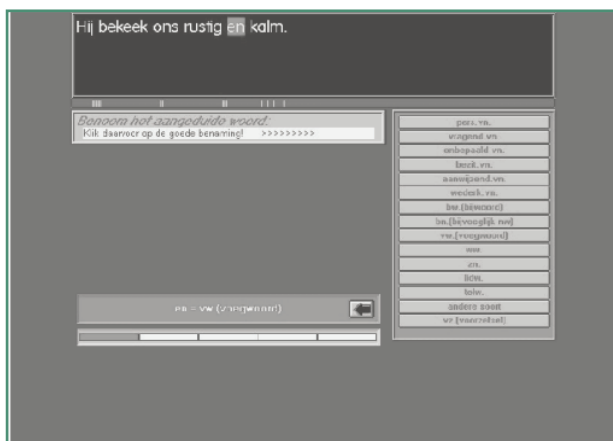 Hij bekeek ons rustig en kalm.
Benoem het aangeduide woord:
Klik daarvoor op de goede benaming! >>>>>>>>>
pers.vn.
vragend vn.
onbepaald vn.
bezit.vn.
aanwijzend.vn.
wederk.vn.
bw.(bijwoord)
bn.(bijvoeglijk nw)
vw.(voegwoord)
ww.
zn.
lidw.
telw.
andere soort
vz.(voorzetsel)
en = vw (voegwoord)